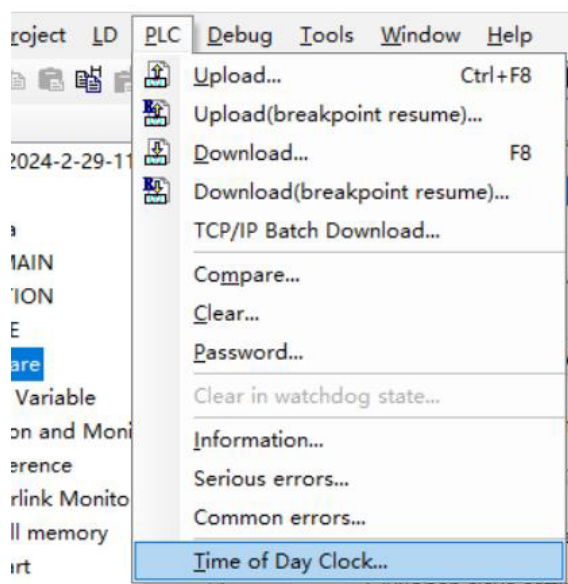 roject LD PLC Debug Tools Window Help
Upload... Ctrl+F8
Upload(breakpoint resume)...
2024-2-29-11
Download... F8
Download(breakpoint resume)...
TCP/IP Batch Download...
MAIN
Compare...
TION
Clear...
E
are
Password...
Variable
Clear in watchdog state...
on and Moni
Information...
erence
Serious errors...
rlink Monito
Common errors...
ll memory
Time of Day Clock...
art